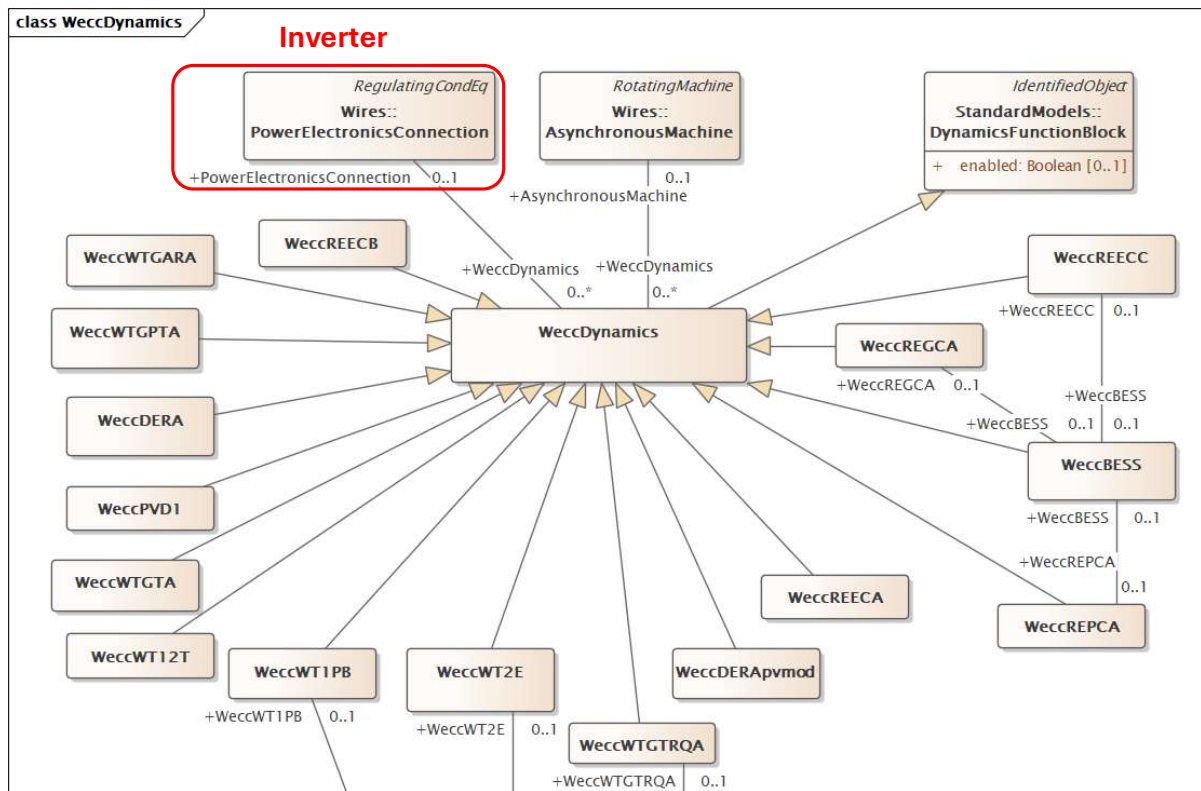 class WeccDynamics
Inverter
RegulatingCondEq
Wires::
PowerElectronicsConnection
RotatingMachine
Wires::
AsynchronousMachine
IdentifiedObject
StandardModels::
DynamicsFunctionBlock
+ enabled: Boolean [0..1]
+PowerElectronicsConnection 0..1
0..1
+AsynchronousMachine
WeccREECB
WeccWTGARA
WeccREECC
+WeccDynamics
0..*
+WeccDynamics
0..*
+WeccREECC 0..1
WeccWTGPTA
WeccDynamics
WeccREGCA
+WeccREGCA 0..1
+WeccBESS
0..1
+WeccBESS 0..1
WeccDERA
WeccBESS
WeccPVD1
+WeccBESS 0..1
+WeccREPCA
0..1
WeccWTGTA
WeccREECA
WeccREPCA
WeccWT12T
WeccWT1PB
WeccWT2E
WeccDERApvmod
+WeccWT1PB 0..1
+WeccWT2E 0..1
WeccWTGTRQA
+WeccWTGTRQA 0..1